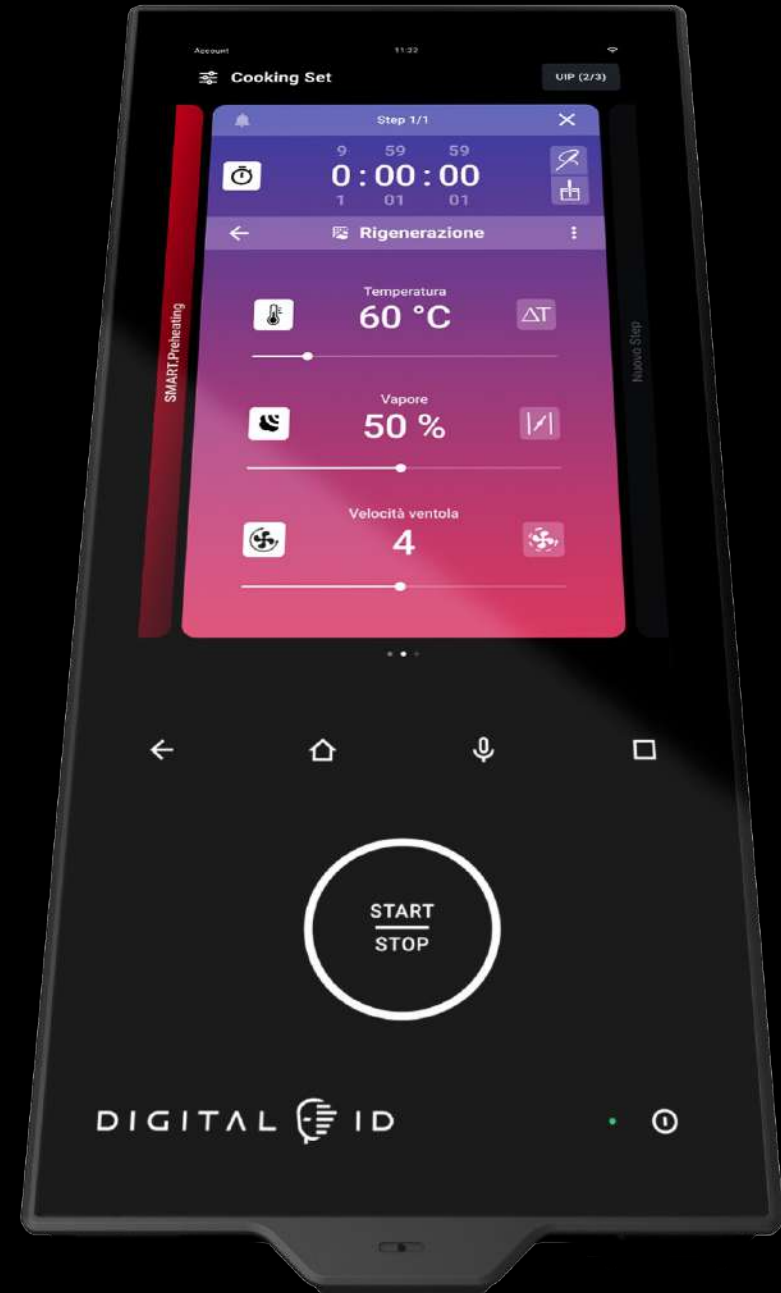 Account 11:22
Cooking Set UIP (2/3)
Step 1/1
9 59 59
0 : 00 : 00
1 01 01
Rigenerazione
SMART.Preheating
Temperatura
60 °C ΔT
Nuovo Step
Vapore
50 %
Velocità ventola
4
START
STOP
DIGITAL ID